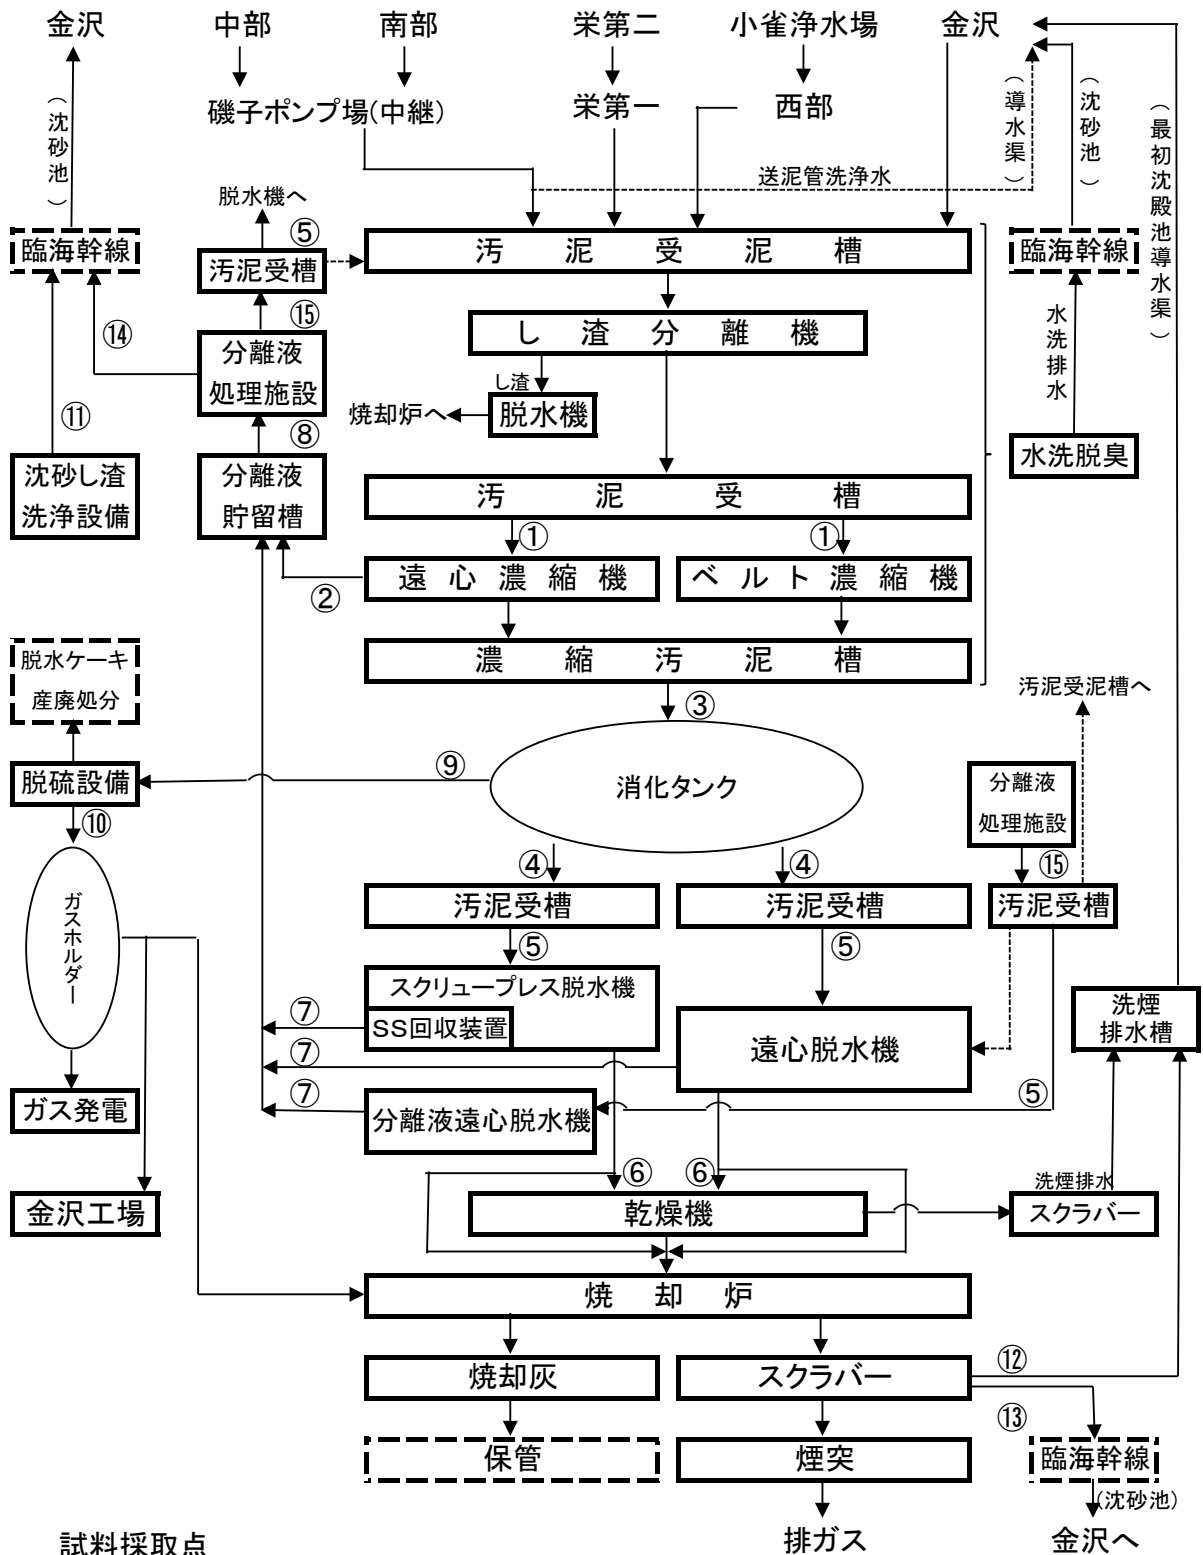 金沢
中部
南部
栄第二
小雀浄水場
金沢
磯子ポンプ場(中継)
栄第一
西部
（沈砂池）
（導水渠）
（沈砂池）
（最初沈殿池導水渠）
送泥管洗浄水
脱水機へ
⑤
臨海幹線
汚泥受槽
汚泥受泥槽
臨海幹線
⑮
⑭
分離液
処理施設
し渣分離機
水洗排水
し渣
焼却炉へ
脱水機
⑪
⑧
沈砂し渣
洗浄設備
分離液
貯留槽
水洗脱臭
汚泥受槽
①
①
②
遠心濃縮機
ベルト濃縮機
濃縮汚泥槽
脱水ケーキ
産廃処分
汚泥受泥槽へ
③
⑨
脱硫設備
消化タンク
分離液
処理施設
⑩
④
④
⑮
ガスホルダー
汚泥受槽
汚泥受槽
汚泥受槽
⑤
⑤
スクリュープレス脱水機
SS回収装置
⑦
遠心脱水機
洗煙
排水槽
⑦
⑦
⑤
ガス発電
分離液遠心脱水機
⑥
⑥
洗煙排水
金沢工場
乾燥機
スクラバー
焼却炉
焼却灰
スクラバー
⑫
⑬
保管
煙突
臨海幹線
(沈砂池)
排ガス
金沢へ
試料採取点